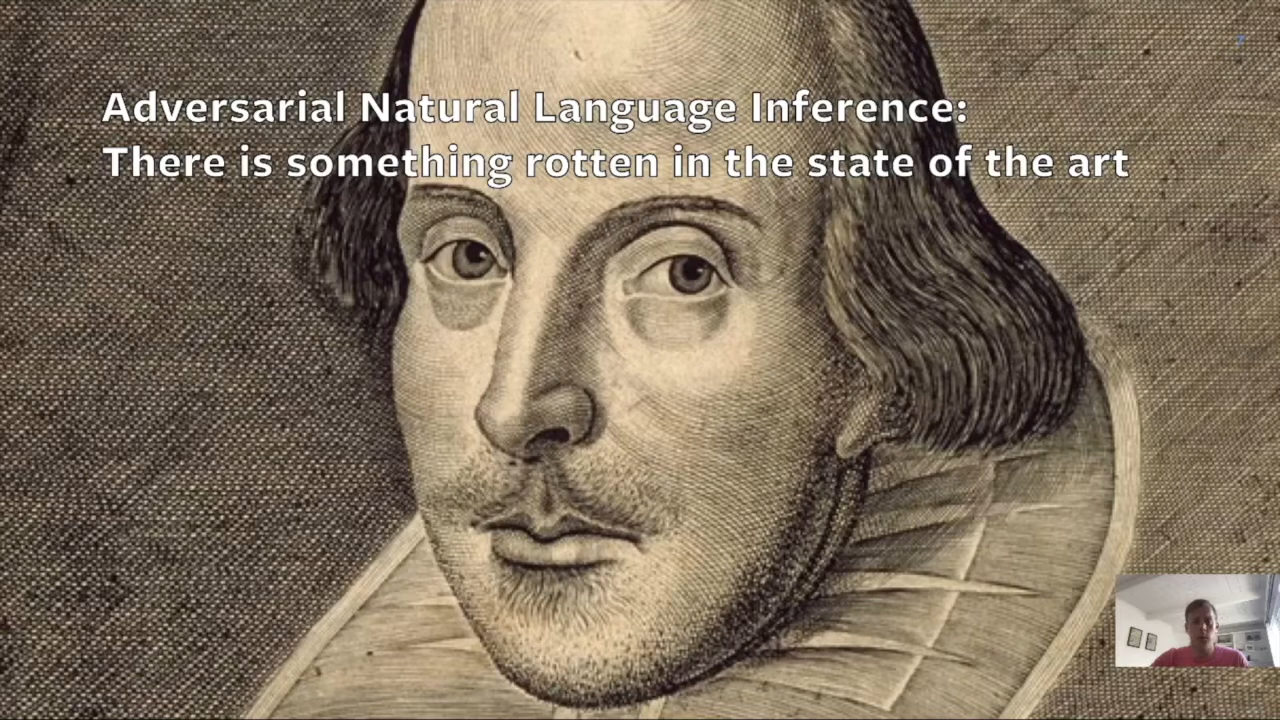 Adversarial Natural Language Inference:
There is something rotten in the state of the art